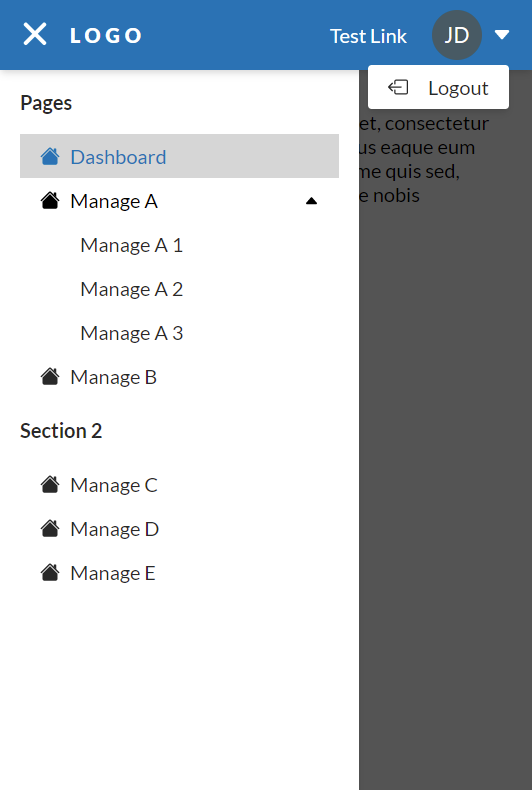 LOGO
Test Link
JD
Logout
Pages
Dashboard
Manage A
Manage A 1
Manage A 2
Manage A 3
Manage B
Section 2
Manage C
Manage D
Manage E
et, consectetur
us eaque eum
me quis sed,
e nobis